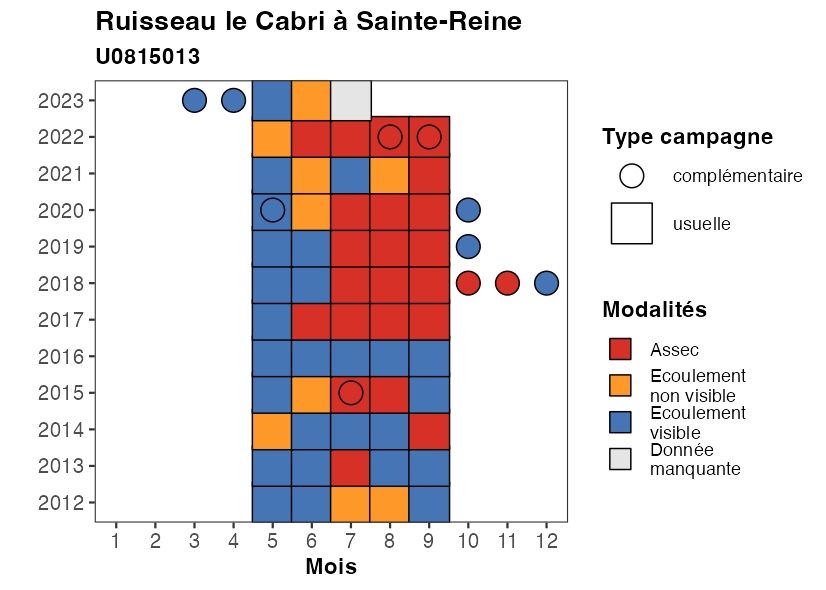 Ruisseau le Cabri à Sainte-Reine
U0815013
2023
2022
2021
2020
2019
2018
2017
2016
2015
2014
2013
2012
1 2 3 4 5 6 7 8 9 10 11 12
Mois
Type campagne
complémentaire
usuelle
Modalités
Assec
Ecoulement
non visible
Ecoulement
visible
Donnée
manquante